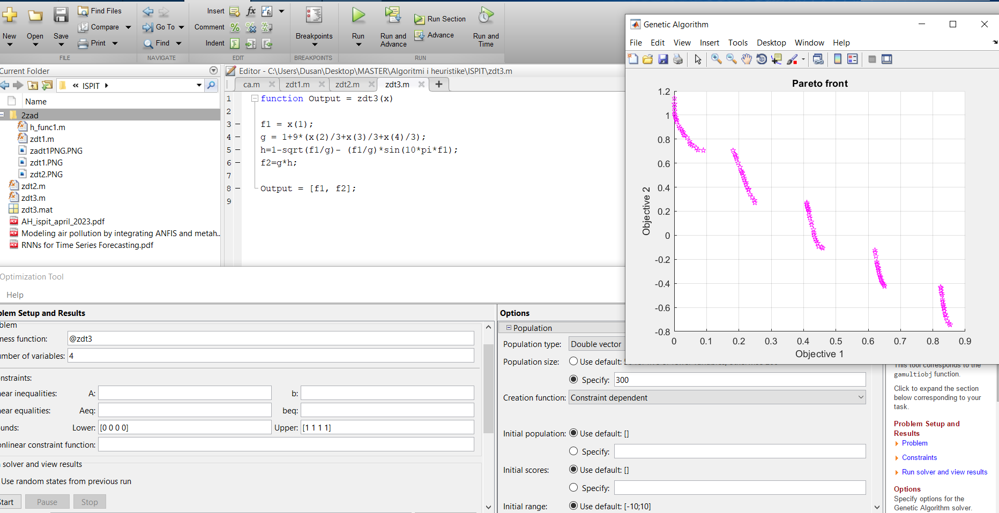 New
Open
Save
Find Files
Compare
Print
FILE
Go To
Find
NAVIGATE
Insert
fx
fi
Comment
Indent
EDIT
Breakpoints
BREAKPOINTS
Run
Run and
Advance
Run Section
Advance
Run and
Time
RUN
Current Folder
« ISPIT
Name
2zad
h_func1.m
zdt1.m
zadt1PNG.PNG
zdt1.PNG
zdt2.PNG
zdt2.m
zdt3.m
zdt3.mat
AH_ispit_april_2023.pdf
Modeling air pollution by integrating ANFIS and metah...
RNNs for Time Series Forecasting.pdf
Editor - C:\Users\Dusan\Desktop\MASTER\Algoritmi i heuristike\ISPIT\zdt3.m
ca.m
zdt1.m
zdt2.m
zdt3.m
1 function Output = zdt3(x)
2
3 f1 = x(1);
4 g = 1+9*(x(2)/3+x(3)/3+x(4)/3);
5 h=1-sqrt(f1/g)- (f1/g)*sin(10*pi*f1);
6 f2=g*h;
7
8 Output = [f1, f2];
9
Genetic Algorithm
File Edit View Insert Tools Desktop Window Help
Pareto front
1.2
1
0.8
0.6
0.4
0.2
0
-0.2
-0.4
-0.6
-0.8
Objective 2
0 0.1 0.2 0.3 0.4 0.5 0.6 0.7 0.8 0.9
Objective 1
Optimization Tool
Help
blem Setup and Results
blem
ness function: @zdt3
mber of variables: 4
nstraints:
ear inequalities: A: b:
ear equalities: Aeq: beq:
unds: Lower: [0 0 0 0] Upper: [1 1 1 1]
nlinear constraint function:
solver and view results
Use random states from previous run
tart Pause Stop
Options
Population
Population type: Double vector
Population size: Use default:
Specify: 300
Creation function: Constraint dependent
Initial population: Use default: []
Specify:
Initial scores: Use default: []
Specify:
Initial range: Use default: [-10;10]
This tool corresponds to the
gamultiobj function.
Click to expand the section
below corresponding to your
task.
Problem Setup and
Results
Problem
Constraints
Run solver and view results
Options
Specify options for the
Genetic Algorithm solver.